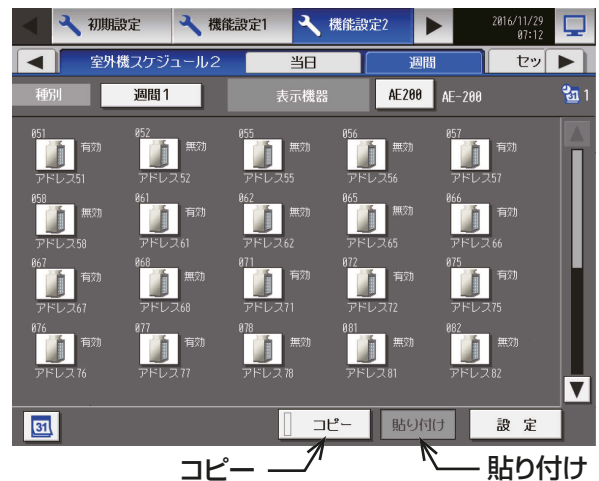 初期設定 機能設定1 機能設定2 2016/11/29
07:12
室外機スケジュール2 当日 週間 セッ
種別 週間1 表示機器 AE200 AE-200 31 1
051 052 055 056 057
有効 無効 無効 無効 有効
アドレス51 アドレス52 アドレス55 アドレス56 アドレス57
058 061 062 065 066
無効 有効 無効 無効 有効
アドレス58 アドレス61 アドレス62 アドレス65 アドレス66
067 068 071 072 075
有効 無効 有効 有効 有効
アドレス67 アドレス68 アドレス71 アドレス72 アドレス75
076 077 078 081 082
有効 有効 無効 無効 無効
アドレス76 アドレス77 アドレス78 アドレス81 アドレス82
31 コピー 貼り付け 設定
コピー 貼り付け